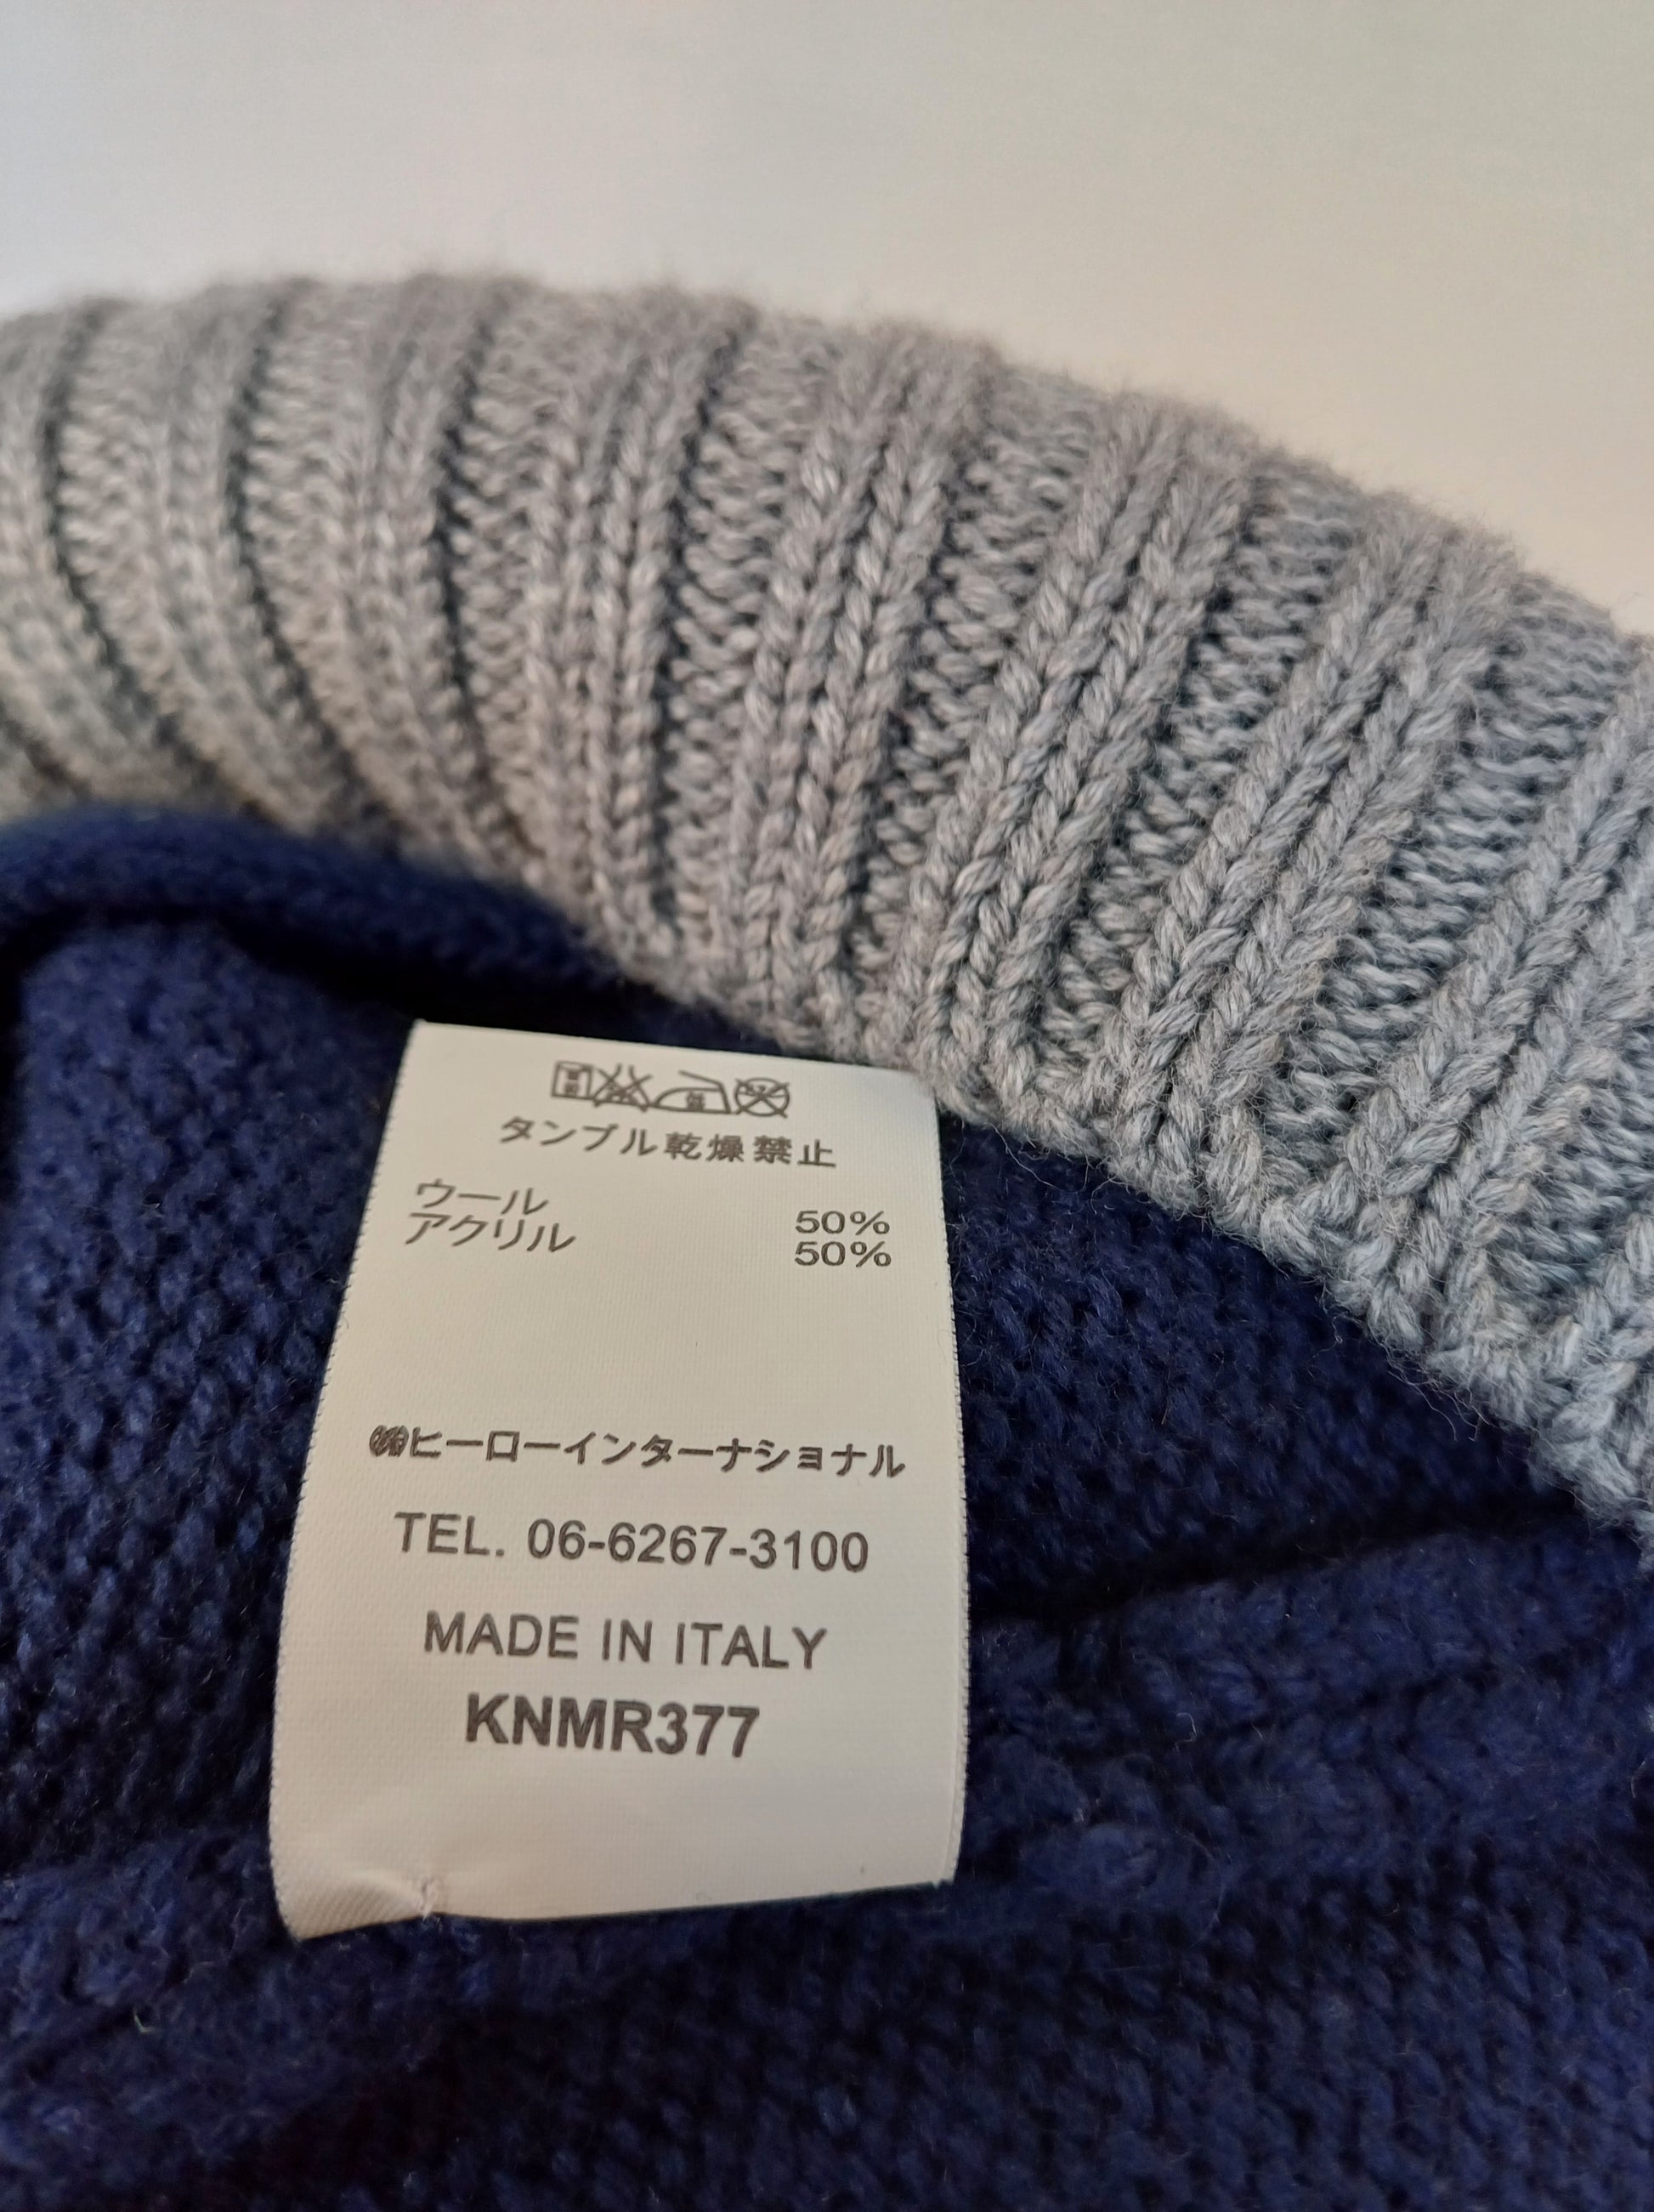 タンブル乾燥禁止
ウール 50%
アクリル 50%
㈱ヒーローインターナショナル
TEL. 06-6267-3100
MADE IN ITALY
KNMR377